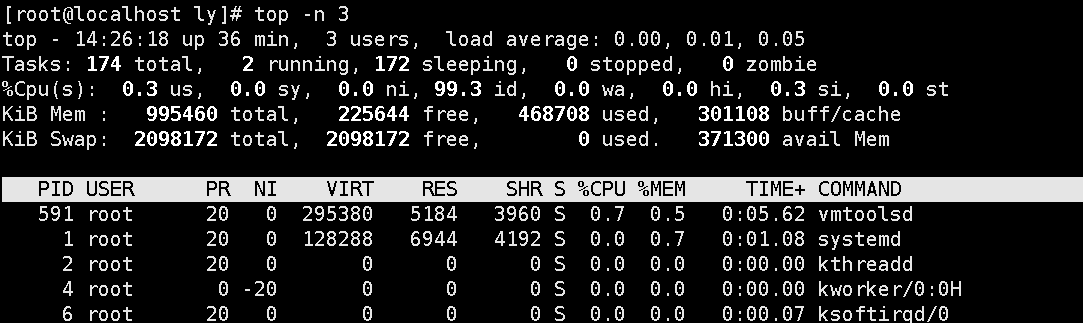 [root@localhost ly]# top -n 3
top - 14:26:18 up 36 min,  3 users,  load average: 0.00, 0.01, 0.05
Tasks: 174 total,   2 running, 172 sleeping,   0 stopped,   0 zombie
%Cpu(s):  0.3 us,  0.0 sy,  0.0 ni, 99.3 id,  0.0 wa,  0.0 hi,  0.3 si,  0.0 st
KiB Mem :   995460 total,   225644 free,   468708 used,   301108 buff/cache
KiB Swap:  2098172 total,  2098172 free,        0 used.   371300 avail Mem
PID USER      PR  NI    VIRT    RES    SHR S %CPU %MEM     TIME+ COMMAND
591 root      20   0  295380   5184   3960 S  0.7  0.5   0:05.62 vmtoolsd
1 root      20   0  128288   6944   4192 S  0.0  0.7   0:01.08 systemd
2 root      20   0       0      0      0 S  0.0  0.0   0:00.00 kthreadd
4 root       0 -20       0      0      0 S  0.0  0.0   0:00.00 kworker/0:0H
6 root      20   0       0      0      0 S  0.0  0.0   0:00.07 ksoftirqd/0